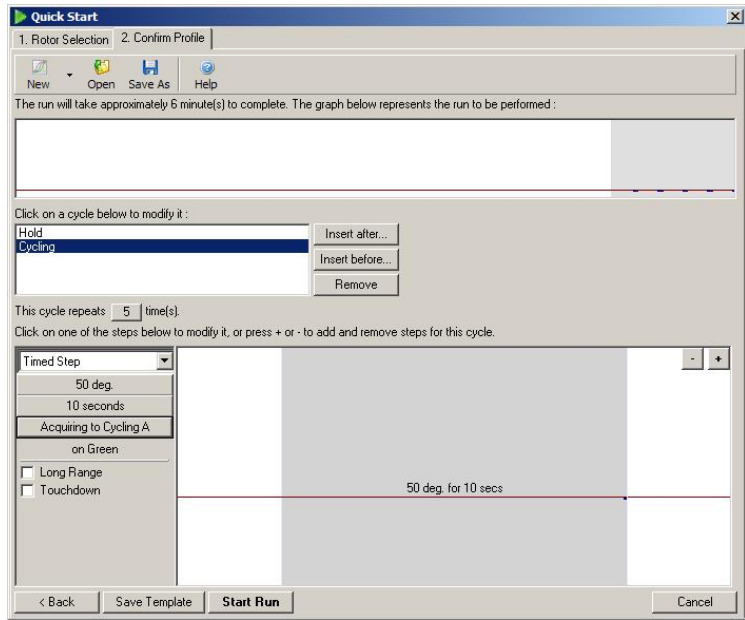 Quick Start
1. Rotor Selection 2. Confirm Profile
New Open Save As Help
The run will take approximately 6 minute(s) to complete. The graph below represents the run to be performed :
Click on a cycle below to modify it :
Hold
Cycling
Insert after...
Insert before...
Remove
This cycle repeats 5 time(s).
Click on one of the steps below to modify it, or press + or - to add and remove steps for this cycle.
Timed Step
- +
50 deg.
10 seconds
Acquiring to Cycling A
on Green
Long Range
Touchdown
50 deg. for 10 secs
< Back Save Template Start Run Cancel